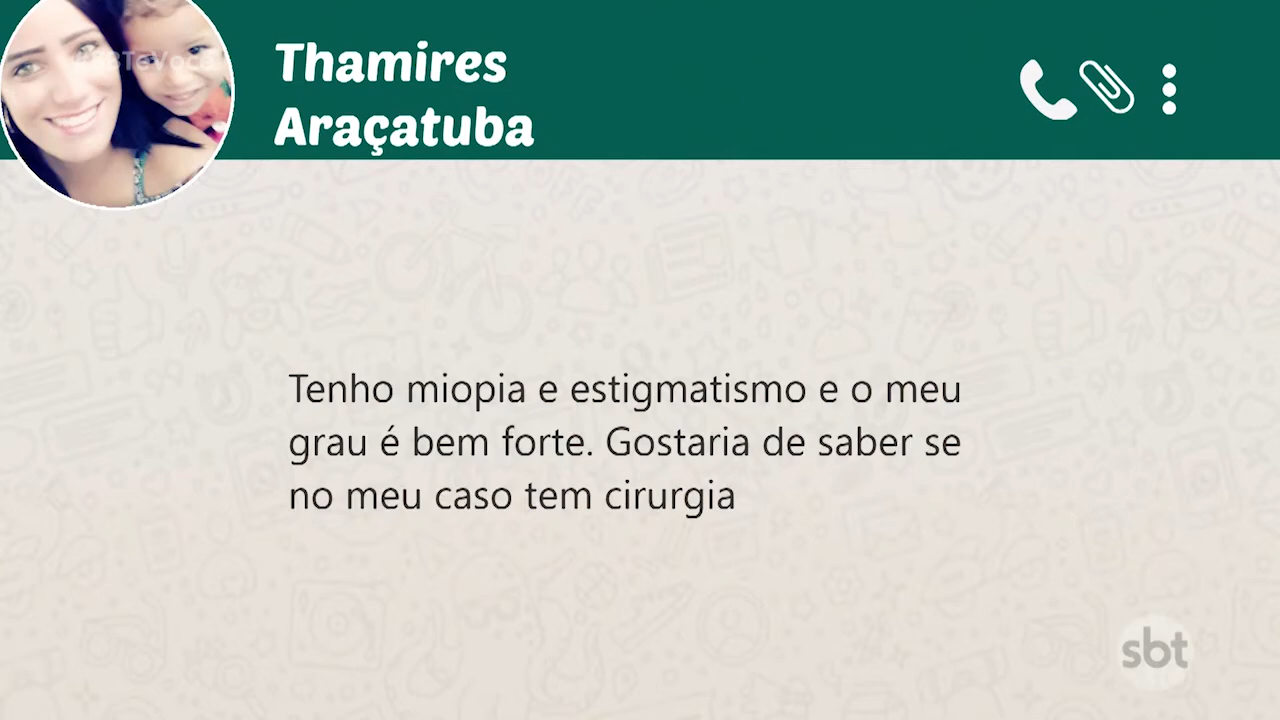 Thamires
Araçatuba
Tenho miopia e estigmatismo e o meu
grau é bem forte. Gostaria de saber se
no meu caso tem cirurgia
sbt